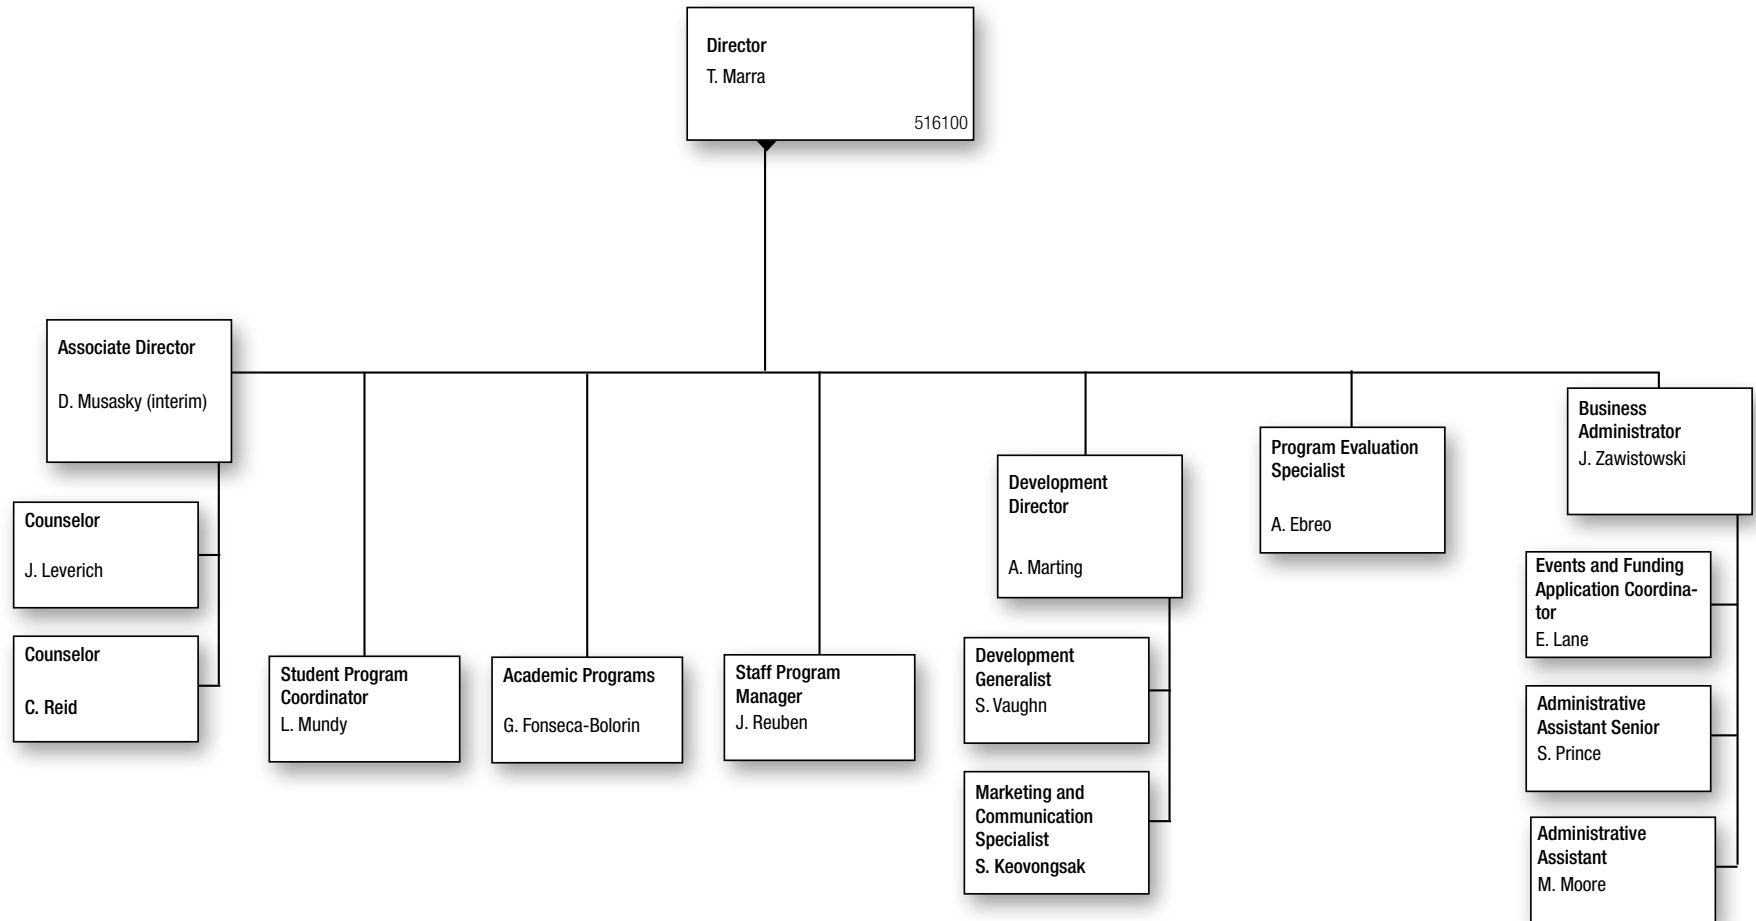 Director
T. Marra
516100
Associate Director
D. Musasky (interim)
Counselor
J. Leverich
Counselor
C. Reid
Student Program
Coordinator
L. Mundy
Academic Programs
G. Fonseca-Bolorin
Staff Program
Manager
J. Reuben
Development
Director
A. Marting
Development
Generalist
S. Vaughn
Marketing and
Communication
Specialist
S. Keovongsak
Program Evaluation
Specialist
A. Ebreo
Business
Administrator
J. Zawistowski
Events and Funding
Application Coordina-
tor
E. Lane
Administrative
Assistant Senior
S. Prince
Administrative
Assistant
M. Moore